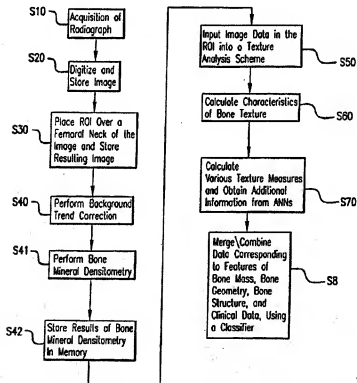 S10
Acquisition of
Radiograph
S20
Digitize and
Store Image
S30
Place ROI Over a
Femoral Neck of the
Image and Store
Resulting Image
S40
Perform Background
Trend Correction
S41
Perform Bone
Mineral Densitometry
S42
Store Results of Bone
Mineral Densitometry
In Memory
Input Image Data in the
ROI into a Texture
Analysis Scheme
S50
Calculate Characteristics
of Bone Texture
S60
Calculate
Various Texture Measures
and Obtain Additional
Information from ANNs
S70
Merge\Combine
Data Corresponding
to Features of
Bone Mass, Bone
Geometry, Bone
Structure, and
Clinical Data, Using
a Classifier
S8